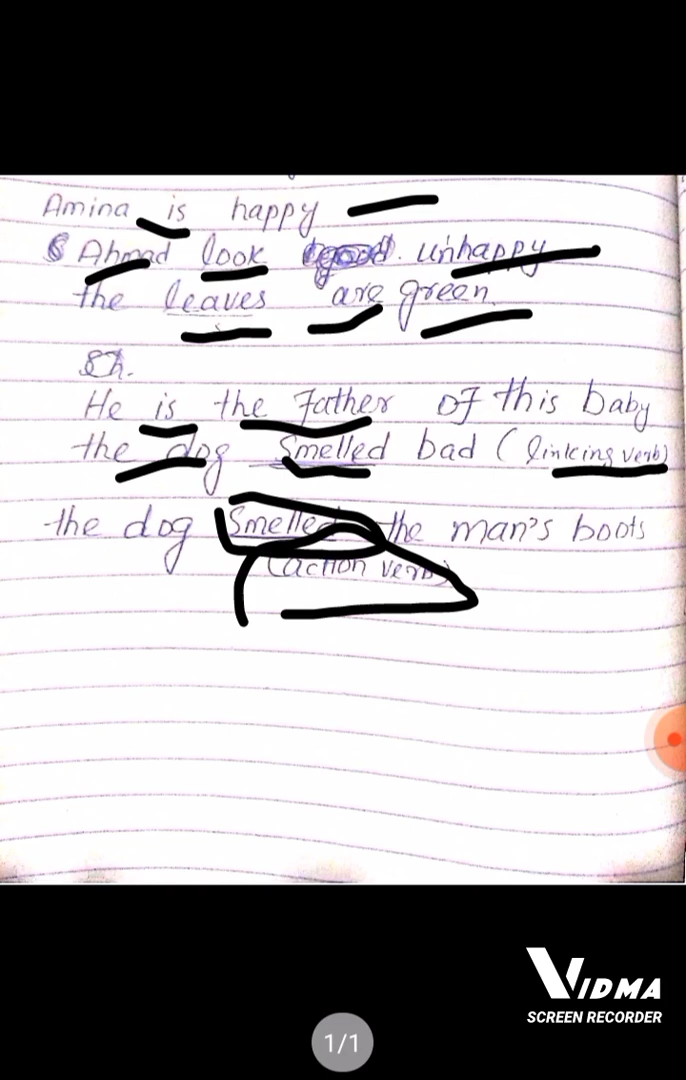 Amina is happy
Ahmad look good. unhappy
the leaves are green
He is the Father of this baby
the dog Smelled bad (linking verb)
the dog Smelled the man's boots
(action verb)
VIDMA
SCREEN RECORDER
1/1